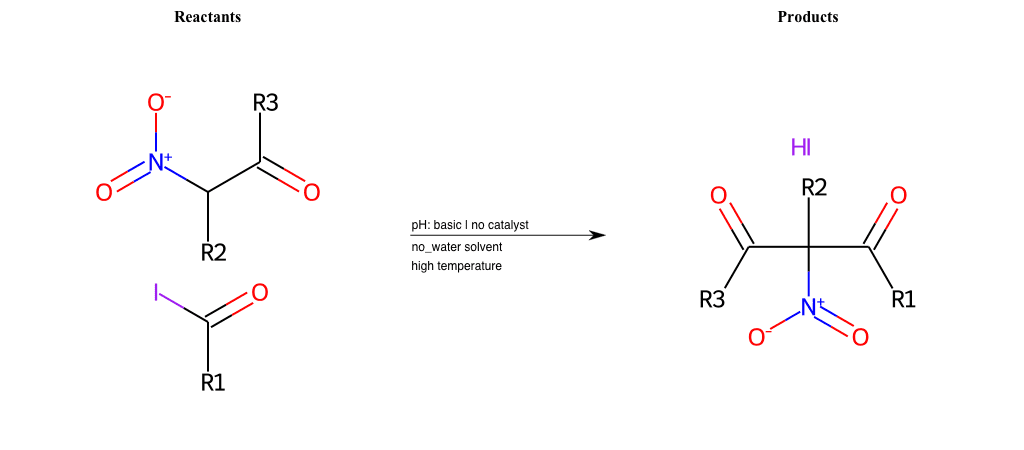 Reactants
Products
O-
R3
N+
O
O
R2
I
O
R1
pH: basic | no catalyst
no_water solvent
high temperature
HI
R2
O
O
R3
R1
N+
O-
O